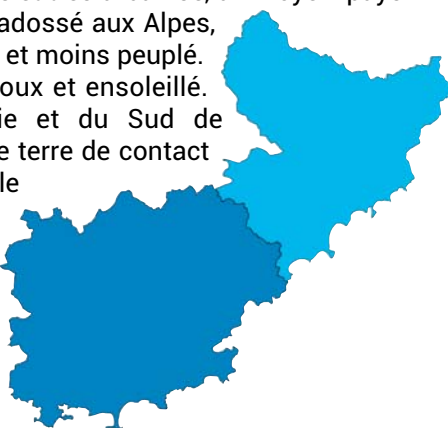 adossé aux Alpes,
et moins peuplé.
oux et ensoleillé.
ie et du Sud de
e terre de contact
le